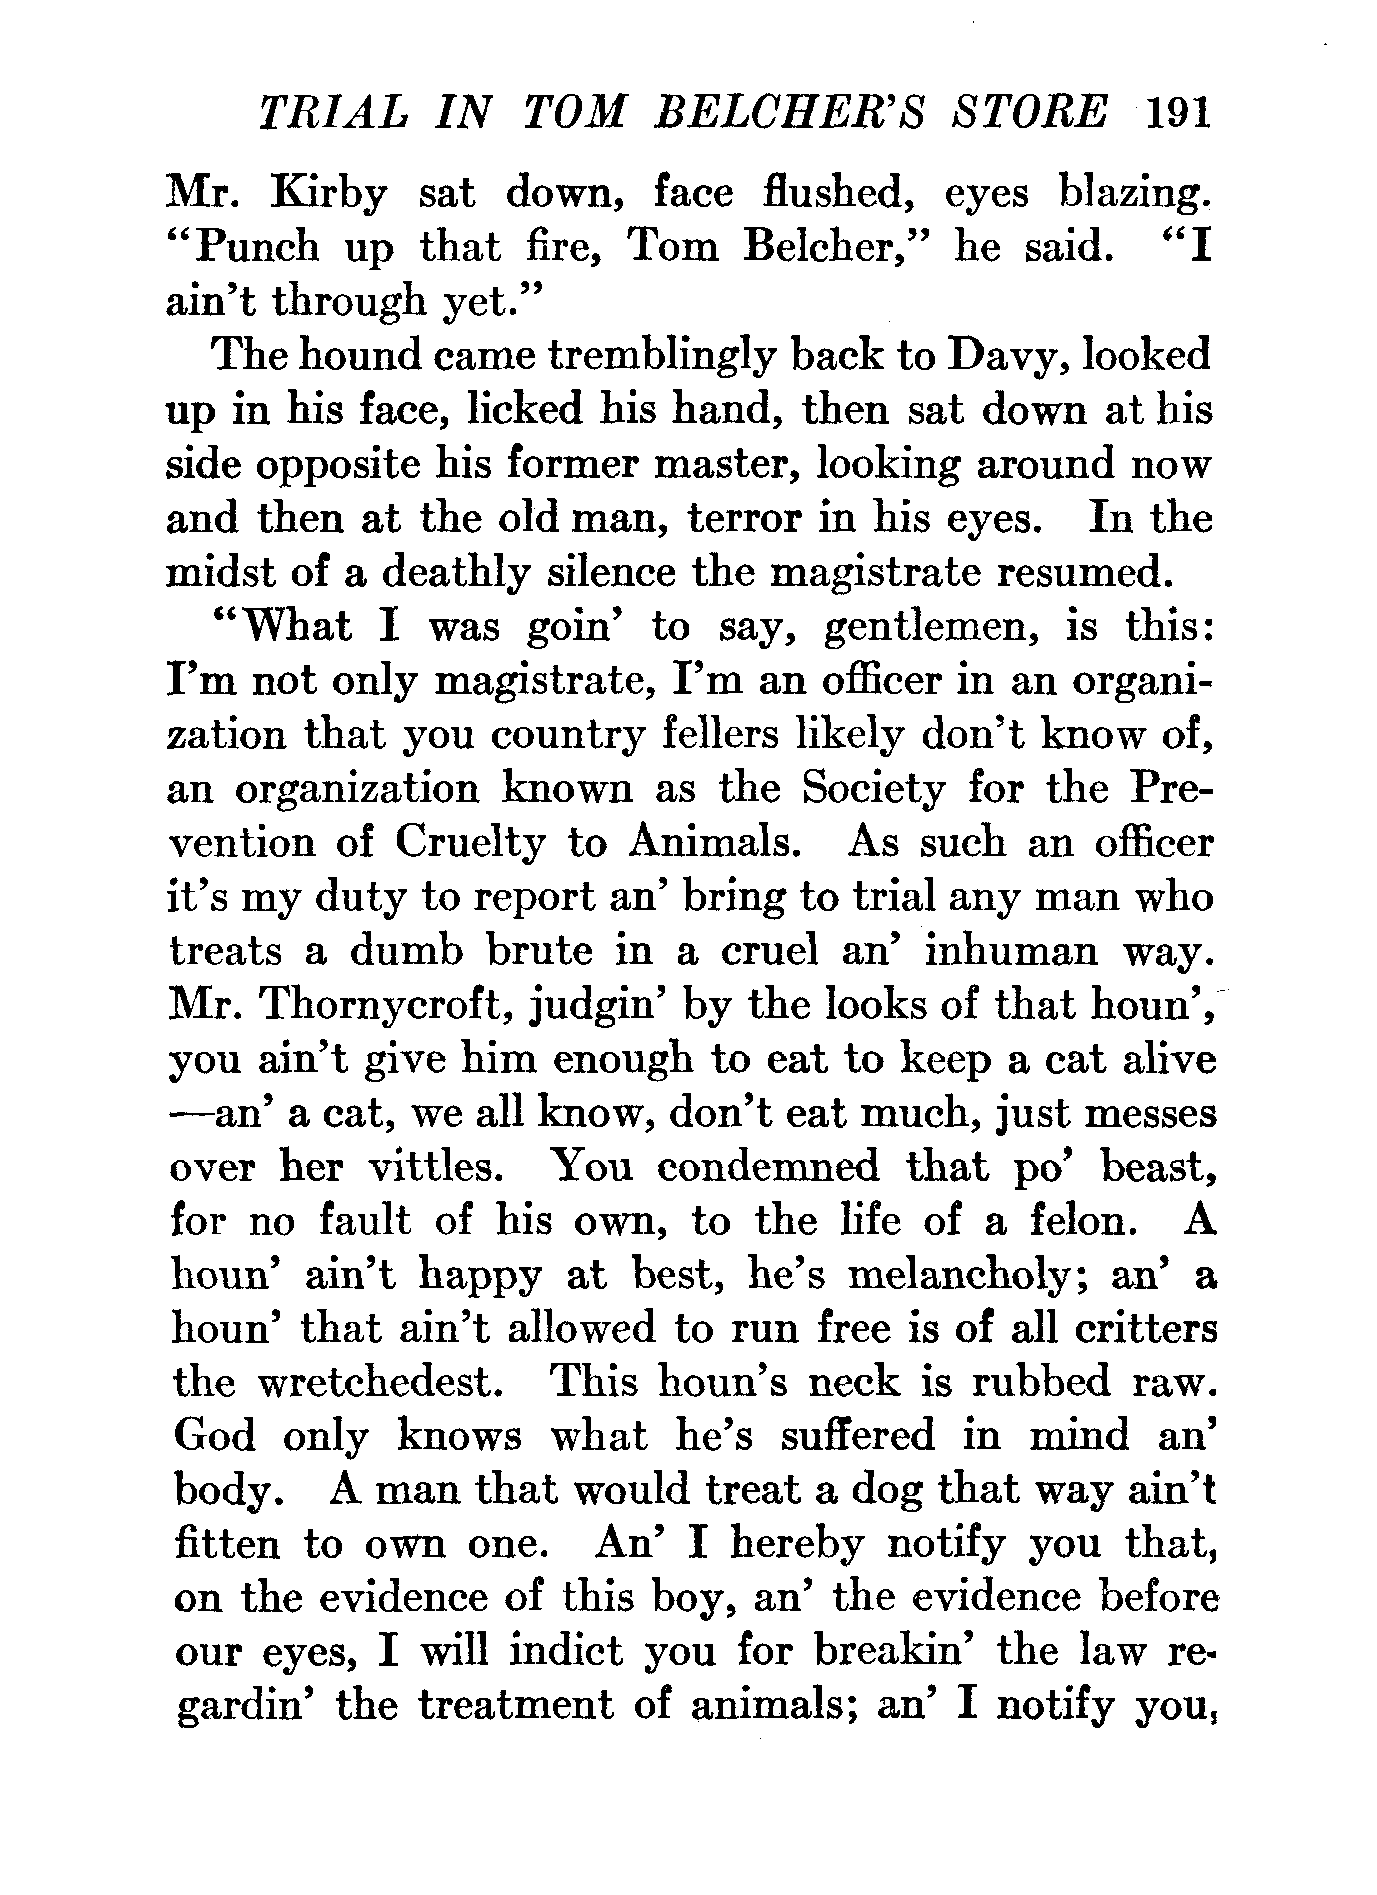 TRIAL IN TOM BELCHER'S STORE 191
Mr. Kirby sat down, face flushed, eyes blazing.
“Punch up that fire, Tom Belcher,” he said. “I
ain't through yet.”
The hound came tremblingly back to Davy, looked
up in his face, licked his hand, then sat down at his
side opposite his former master, looking around now
and then at the old man, terror in his eyes. In the
midst of a deathly silence the magistrate resumed.
“What I was goin' to say, gentlemen, is this:
I'm not only magistrate, I'm an officer in an organi-
zation that you country fellers likely don't know of,
an organization known as the Society for the Pre-
vention of Cruelty to Animals. As such an officer
it's my duty to report an' bring to trial any man who
treats a dumb brute in a cruel an' inhuman way.
Mr. Thornycroft, judgin' by the looks of that houn',
you ain't give him enough to eat to keep a cat alive
—an' a cat, we all know, don't eat much, just messes
over her vittles. You condemned that po' beast,
for no fault of his own, to the life of a felon. A
houn' ain't happy at best, he's melancholy; an' a
houn' that ain't allowed to run free is of all critters
the wretchedest. This houn's neck is rubbed raw.
God only knows what he's suffered in mind an'
body. A man that would treat a dog that way ain't
fitten to own one. An' I hereby notify you that,
on the evidence of this boy, an' the evidence before
our eyes, I will indict you for breakin' the law re-
gardin' the treatment of animals; an' I notify you,